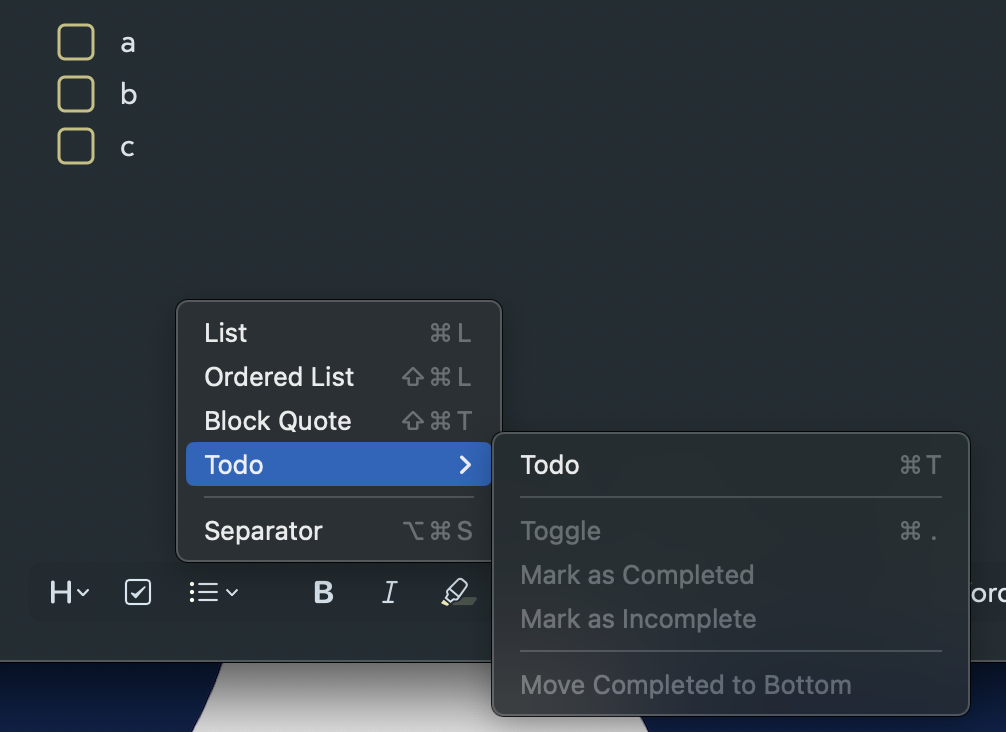 a
b
c
List ⌘ L
Ordered List ⇧ ⌘ L
Block Quote ⇧ ⌘ T
Todo
Separator ⌥ ⌘ S
Todo ⌘ T
Toggle ⌘ .
Mark as Completed
Mark as Incomplete
Move Completed to Bottom
H B I